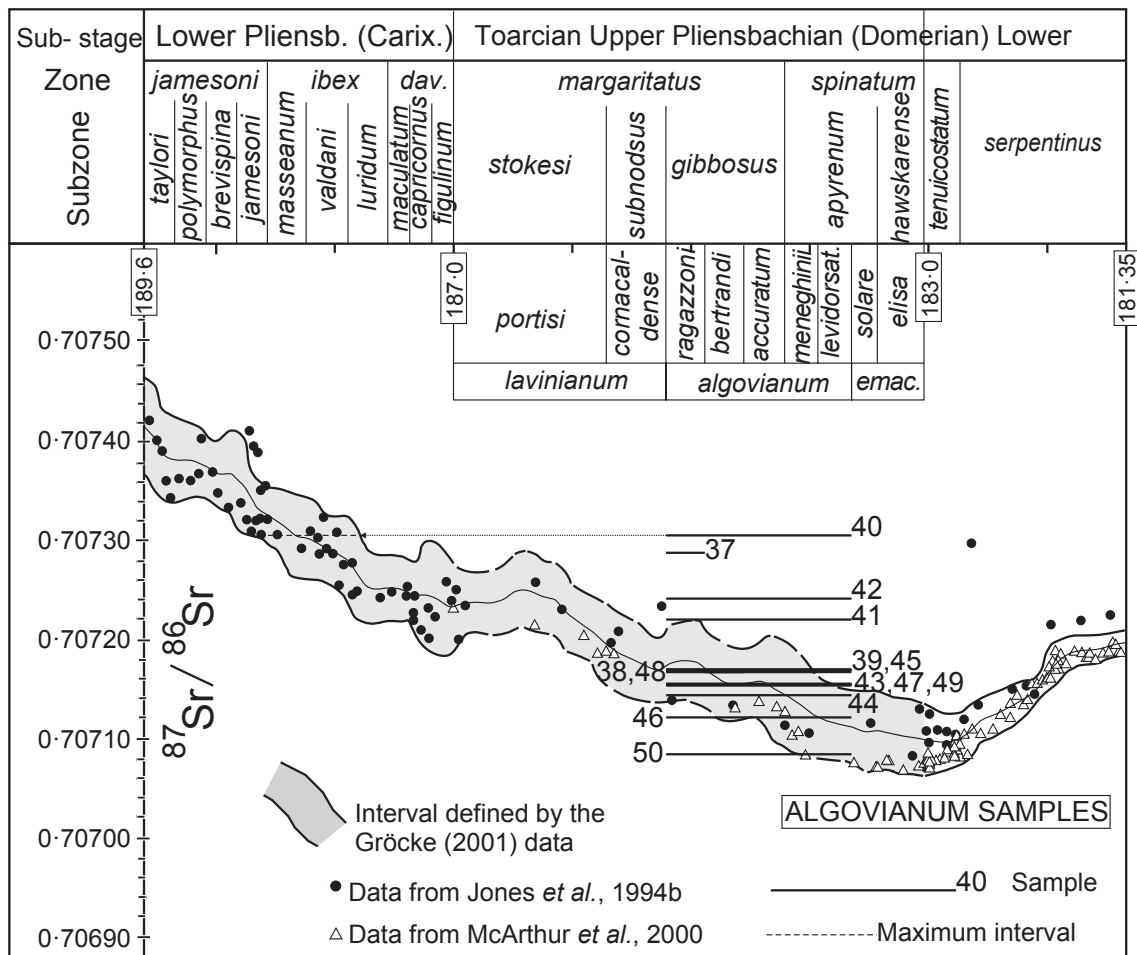 Sub- stage
Lower Pliensb. (Carix.)
Toarcian Upper Pliensbachian (Domerian) Lower
Zone
jamesoni
ibex
dav.
margaritatus
spinatum
serpentinus
Subzone
taylori
polymorphus
brevispina
jamesoni
masseanum
valdani
luridum
maculatum
capricornus
figulinum
stokesi
subnodsus
gibbosus
apyrenum
hawskarense
tenuicostatum
189·6
187·0
183·0
181·35
portisi
cornacal-
dense
ragazzoni
bertrandi
accuratum
meneghinii
levidorsat.
solare
elisa
lavinianum
algovianum
emac.
0·70750
0·70740
0·70730
0·70720
0·70710
0·70700
0·70690
87Sr / 86Sr
40
37
42
41
38,48
39,45
43,47,49
44
46
50
Interval defined by the
Gröcke (2001) data
Data from Jones et al., 1994b
Data from McArthur et al., 2000
ALGOVIANUM SAMPLES
40 Sample
Maximum interval